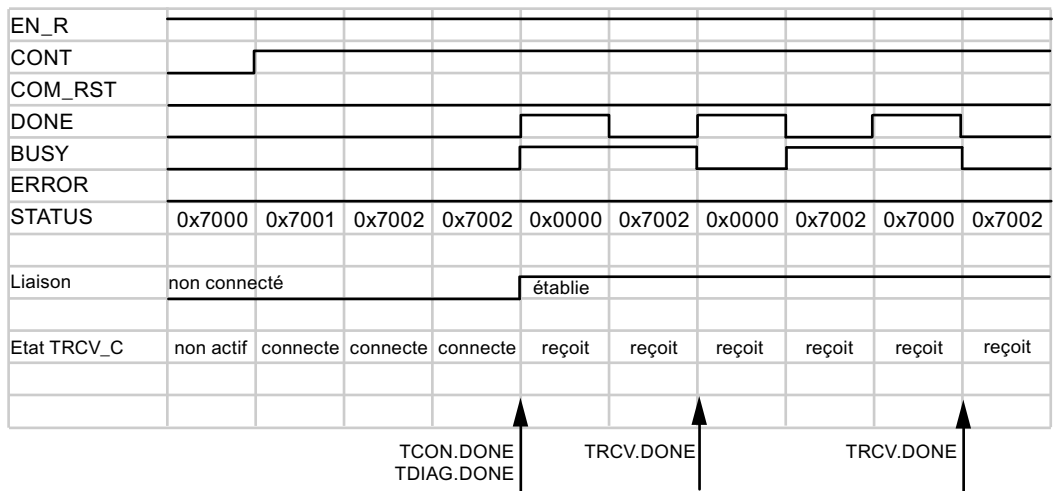 EN_R
CONT
COM_RST
DONE
BUSY
ERROR
STATUS 0x7000 0x7001 0x7002 0x7002 0x0000 0x7002 0x0000 0x7002 0x7000 0x7002
Liaison non connecté établie
Etat TRCV_C non actif connecte connecte connecte reçoit reçoit reçoit reçoit reçoit reçoit
TCON.DONE TRCV.DONE TRCV.DONE
TDIAG.DONE